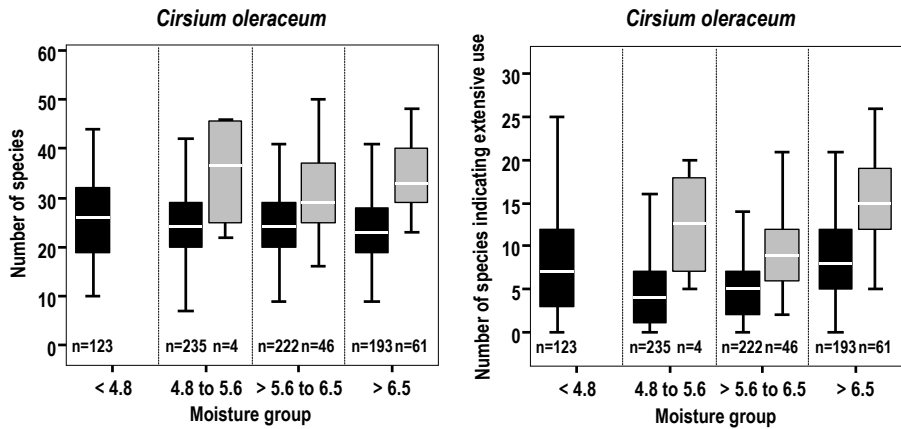 Cirsium oleraceum
Number of species
60
50
40
30
20
10
0
n=123 n=235 n=4 n=222 n=46 n=193 n=61
< 4.8 4.8 to 5.6 > 5.6 to 6.5 > 6.5
Moisture group
Cirsium oleraceum
Number of species indicating extensive use
30
25
20
15
10
5
0
n=123 n=235 n=4 n=222 n=46 n=193 n=61
< 4.8 4.8 to 5.6 > 5.6 to 6.5 > 6.5
Moisture group